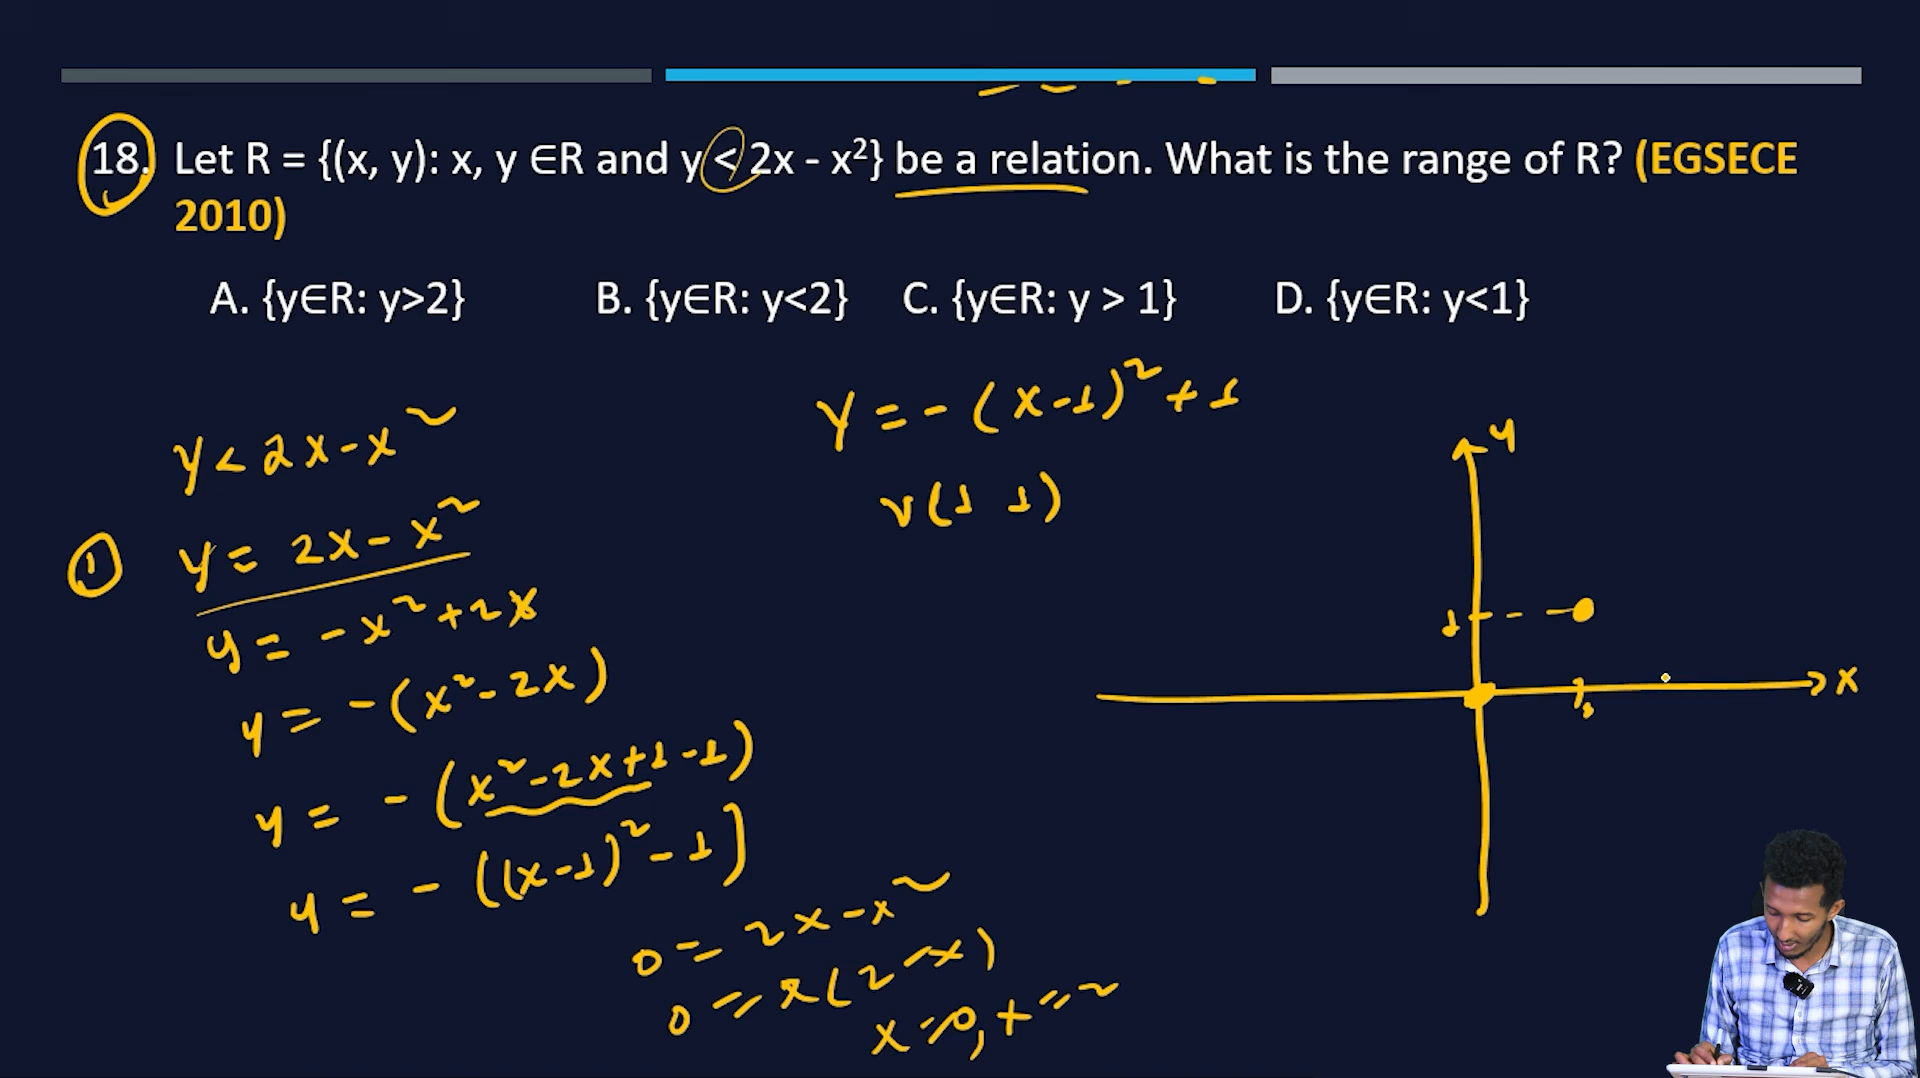 18. Let R = {(x, y): x, y ∈R and y < 2x - x²} be a relation. What is the range of R? (EGSECE
2010)
A. {y∈R: y>2} B. {y∈R: y<2} C. {y∈R: y > 1} D. {y∈R: y<1}
y < 2x - x²
① y = 2x - x²
y = -x² + 2x
y = -(x² - 2x)
y = -(x² - 2x + 1 - 1)
y = -((x-1)² - 1]
0 = 2x - x²
0 = x(2 - x)
x = 0, x = 2
y = -(x-1)² + 1
v(1 1)
y
1
x
1